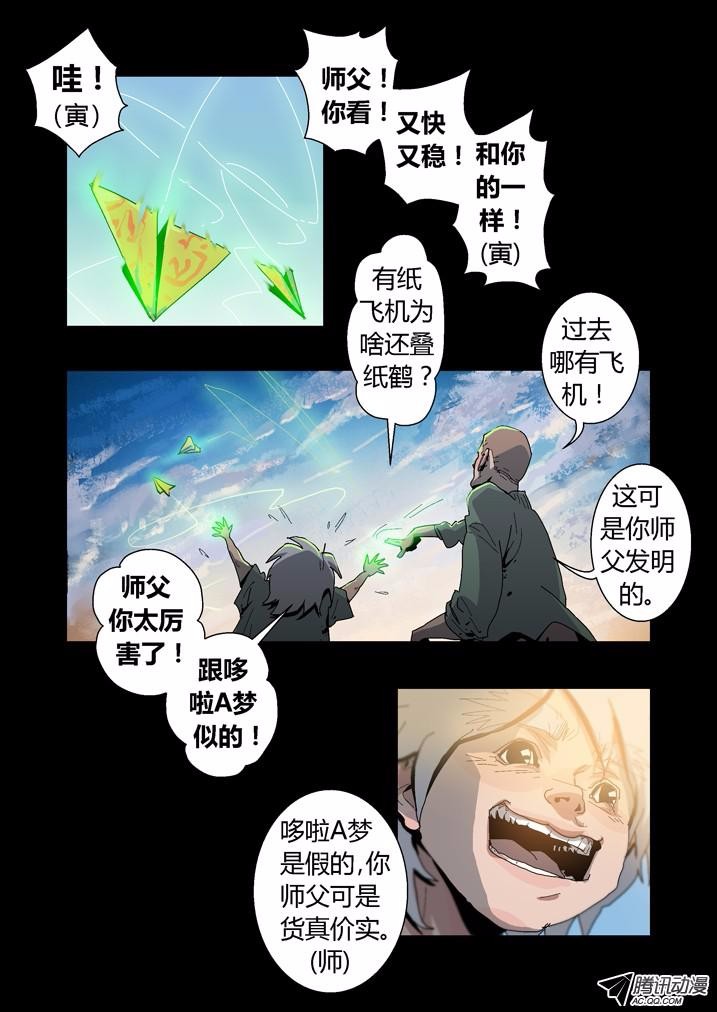 哇！
(寅)
师父！
你看！
又快
又稳！
和你
的一
样！
(寅)
有纸
飞机为
啥还叠
纸鹤？
过去
哪有飞
机！
这可
是你师
父发明
的。
师父
你太厉
害了！
跟哆
啦A梦
似的！
哆啦A梦
是假的，你
师父可是
货真价实。
(师)
腾讯动漫
AC.QQ.COM